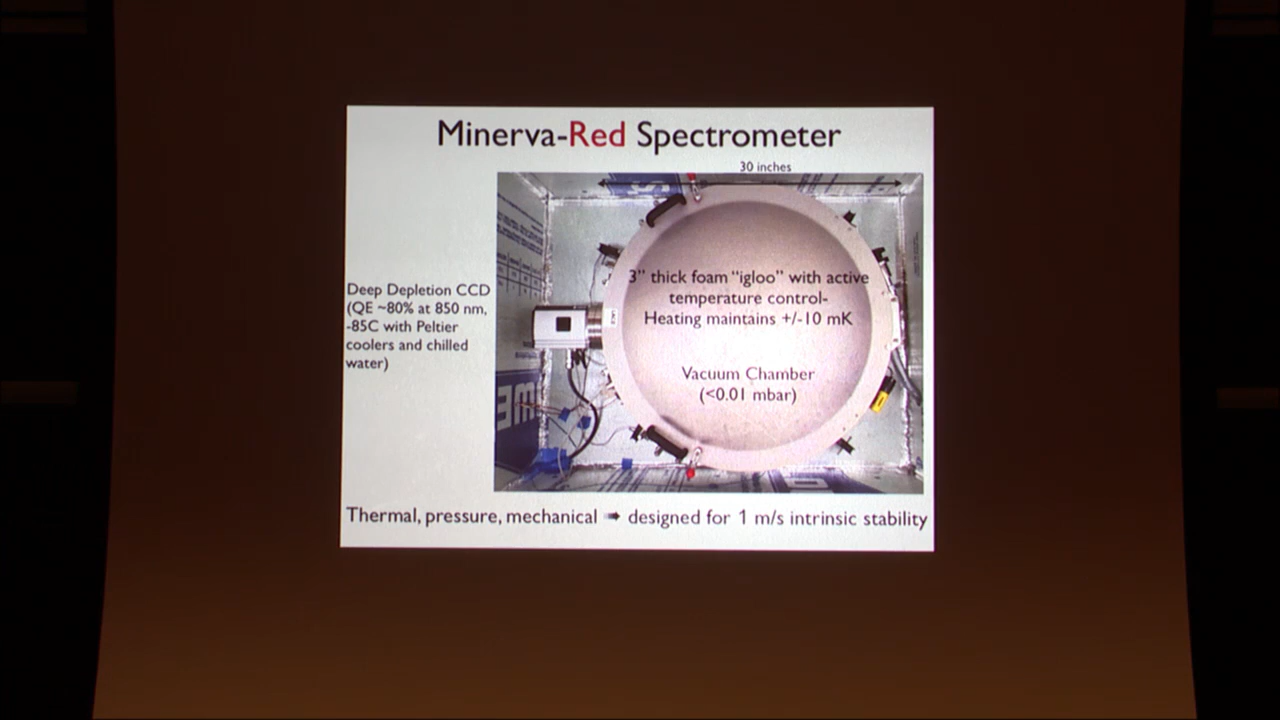 Minerva-Red Spectrometer
30 inches
3" thick foam "igloo" with active
temperature control-
Heating maintains +/-10 mK
Deep Depletion CCD
(QE ~80% at 850 nm,
-85C with Peltier
coolers and chilled
water)
Vacuum Chamber
(<0.01 mbar)
Thermal, pressure, mechanical ➠ designed for 1 m/s intrinsic stability